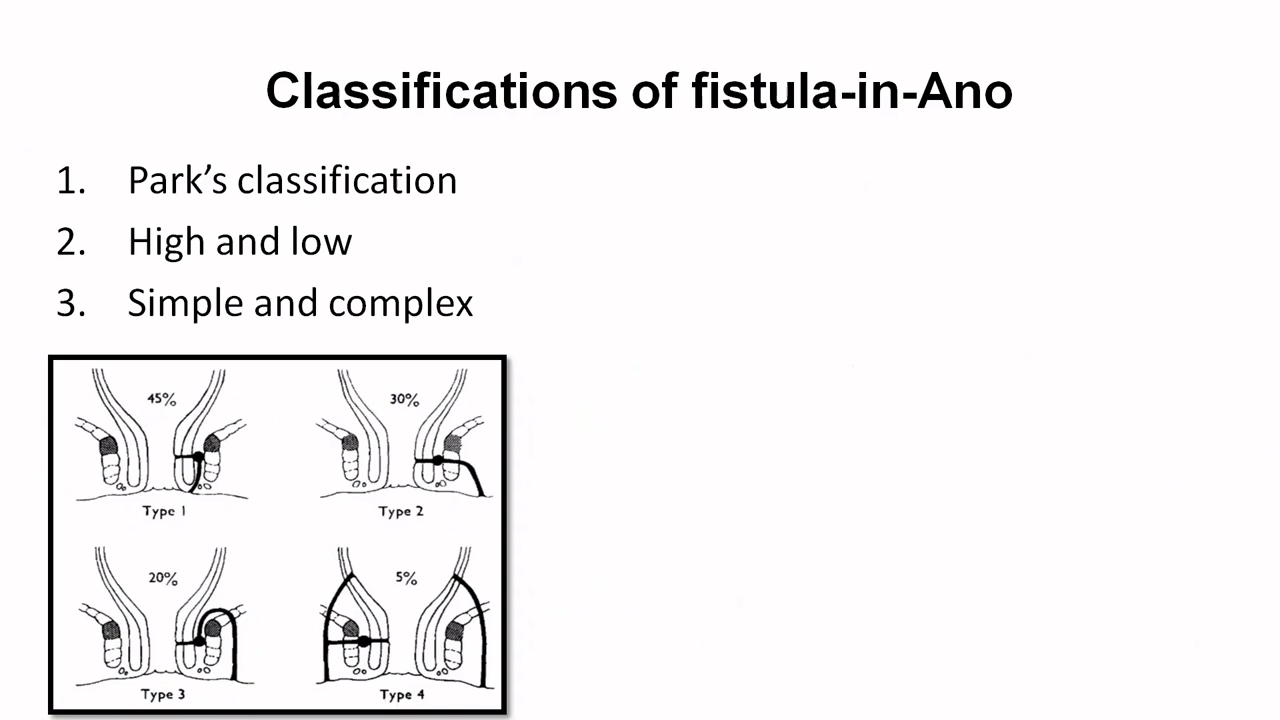 Classifications of fistula-in-Ano
1. Park’s classification
2. High and low
3. Simple and complex
45%
30%
Type 1
Type 2
20%
5%
Type 3
Type 4